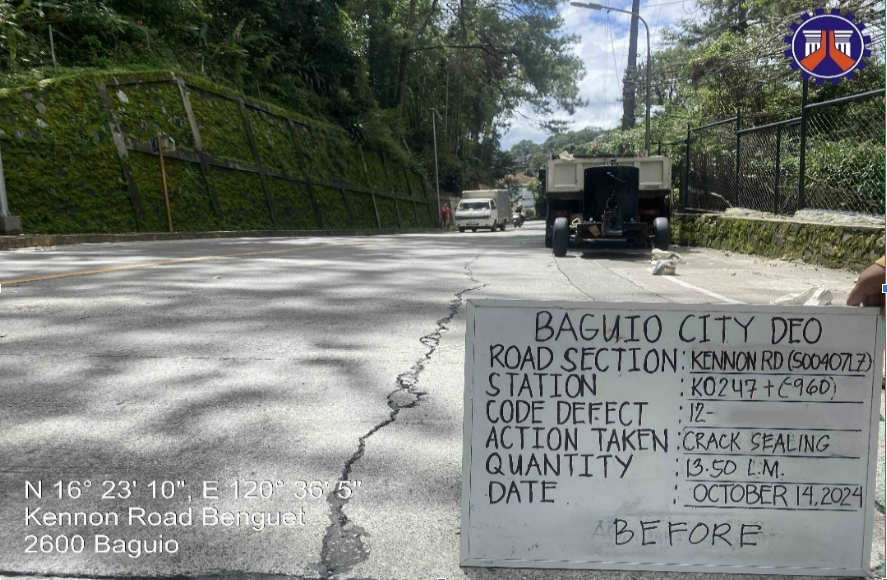 BAGUIO CITY DEO
ROAD SECTION : KENNON RD (S00407LZ)
STATION : K0247 + (-960)
CODE DEFECT : 12-
ACTION TAKEN : CRACK SEALING
QUANTITY : 13.50 L.M.
DATE : OCTOBER 14, 2024
BEFORE
N 16° 23' 10", E 120° 36' 5"
Kennon Road Benguet
2600 Baguio